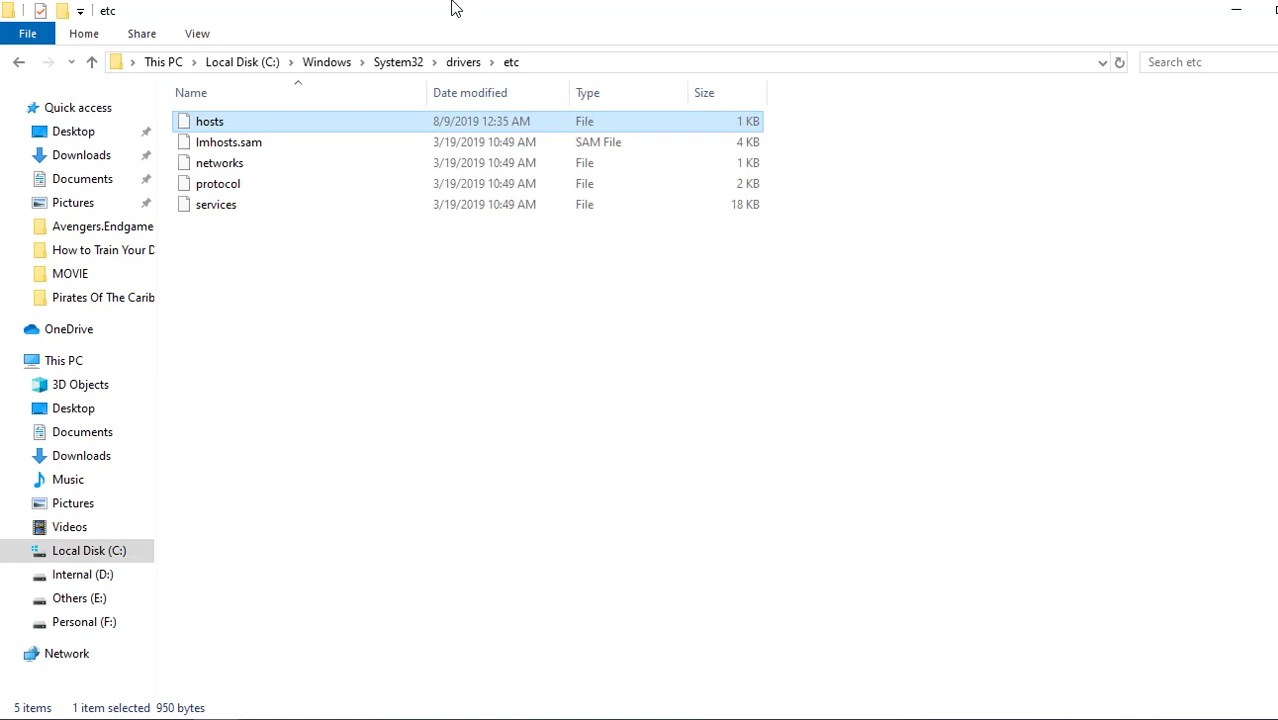 etc
File Home Share View
This PC Local Disk (C:) Windows System32 drivers etc Search etc
Name Date modified Type Size
Quick access
Desktop
Downloads
Documents
Pictures
Avengers.Endgame
How to Train Your D
MOVIE
Pirates Of The Carib
OneDrive
This PC
3D Objects
Desktop
Documents
Downloads
Music
Pictures
Videos
Local Disk (C:)
Internal (D:)
Others (E:)
Personal (F:)
Network
hosts 8/9/2019 12:35 AM File 1 KB
lmhosts.sam 3/19/2019 10:49 AM SAM File 4 KB
networks 3/19/2019 10:49 AM File 1 KB
protocol 3/19/2019 10:49 AM File 2 KB
services 3/19/2019 10:49 AM File 18 KB
5 items 1 item selected 950 bytes